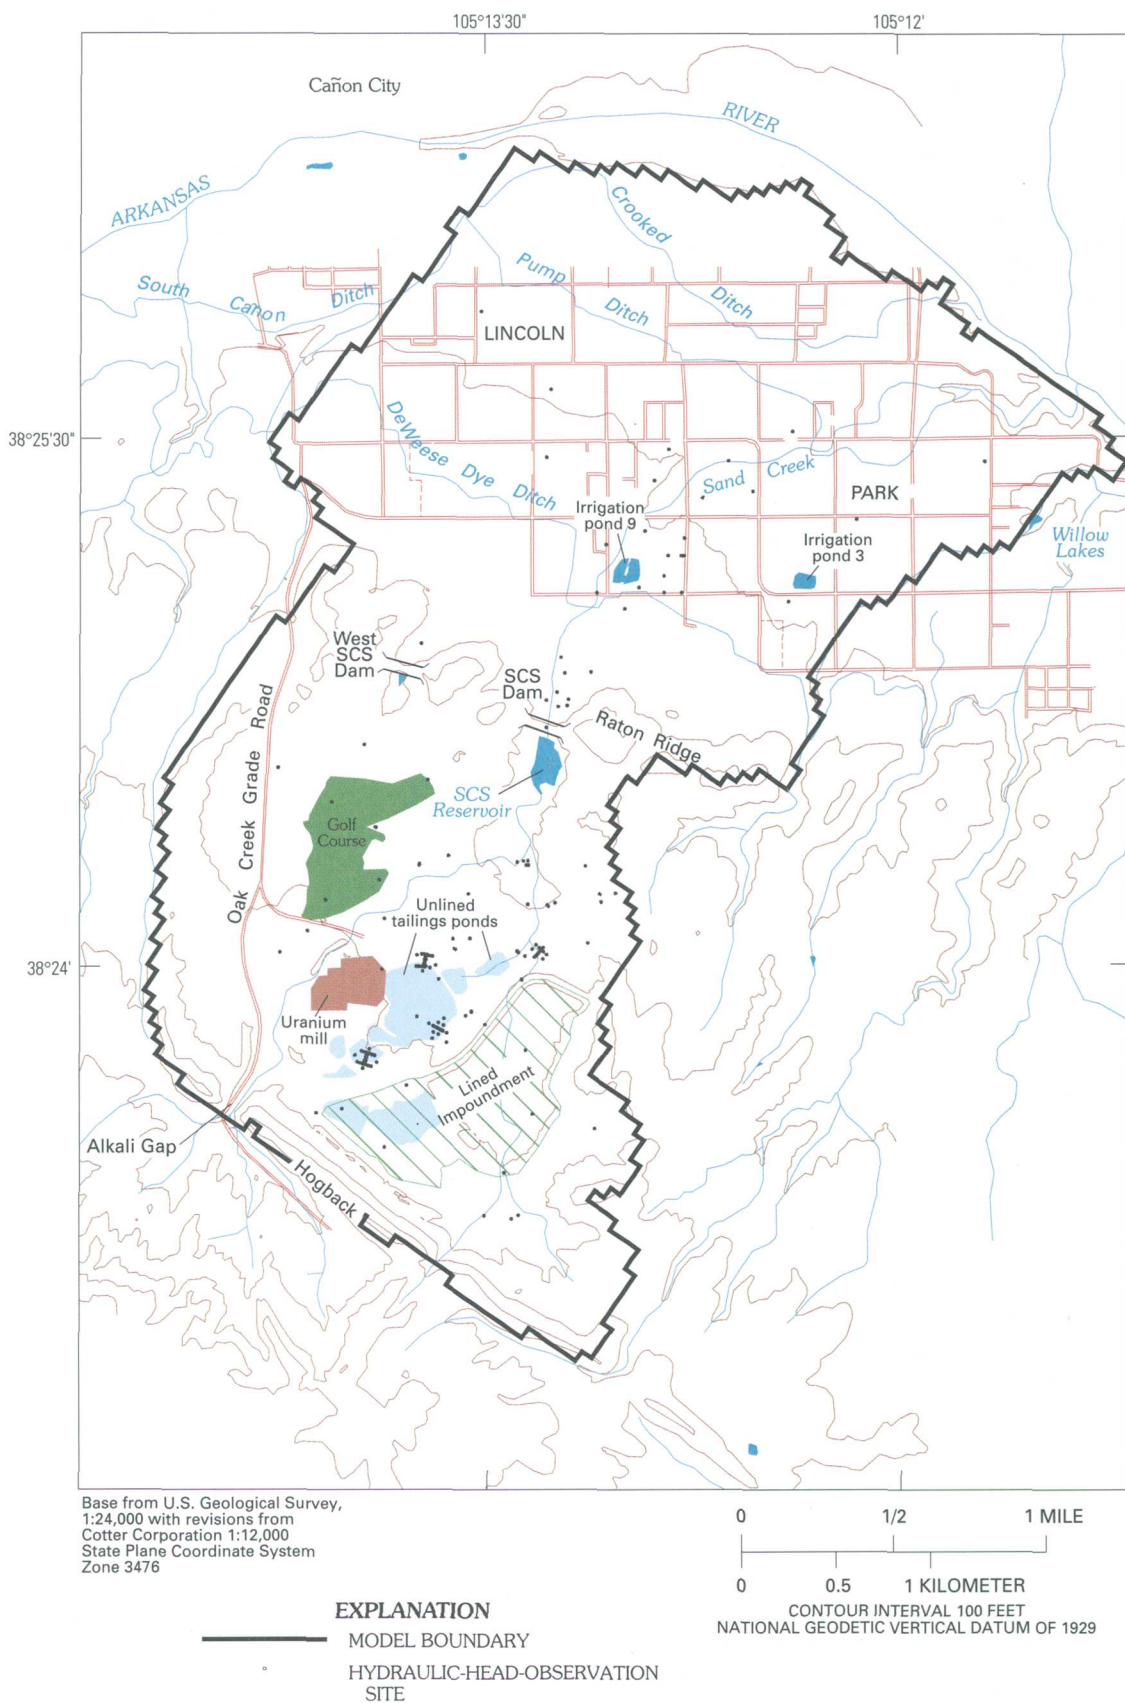 105°13'30"
105°12'
Cañon City
RIVER
ARKANSAS
Crooked
Ditch
Pump
Ditch
South Cañon Ditch
LINCOLN
38°25'30"
DeWeese Dye Ditch
Sand Creek
PARK
Irrigation
pond 9
Irrigation
pond 3
Willow
Lakes
West
SCS
Dam
SCS
Dam
Oak Creek Grade Road
Raton Ridge
SCS
Reservoir
Golf
Course
Unlined
tailings ponds
38°24'
Uranium
mill
Lined
Impoundment
Alkali Gap
Hogback
Base from U.S. Geological Survey,
1:24,000 with revisions from
Cotter Corporation 1:12,000
State Plane Coordinate System
Zone 3476
0 1/2 1 MILE
0 0.5 1 KILOMETER
CONTOUR INTERVAL 100 FEET
NATIONAL GEODETIC VERTICAL DATUM OF 1929
EXPLANATION
MODEL BOUNDARY
HYDRAULIC-HEAD-OBSERVATION
SITE